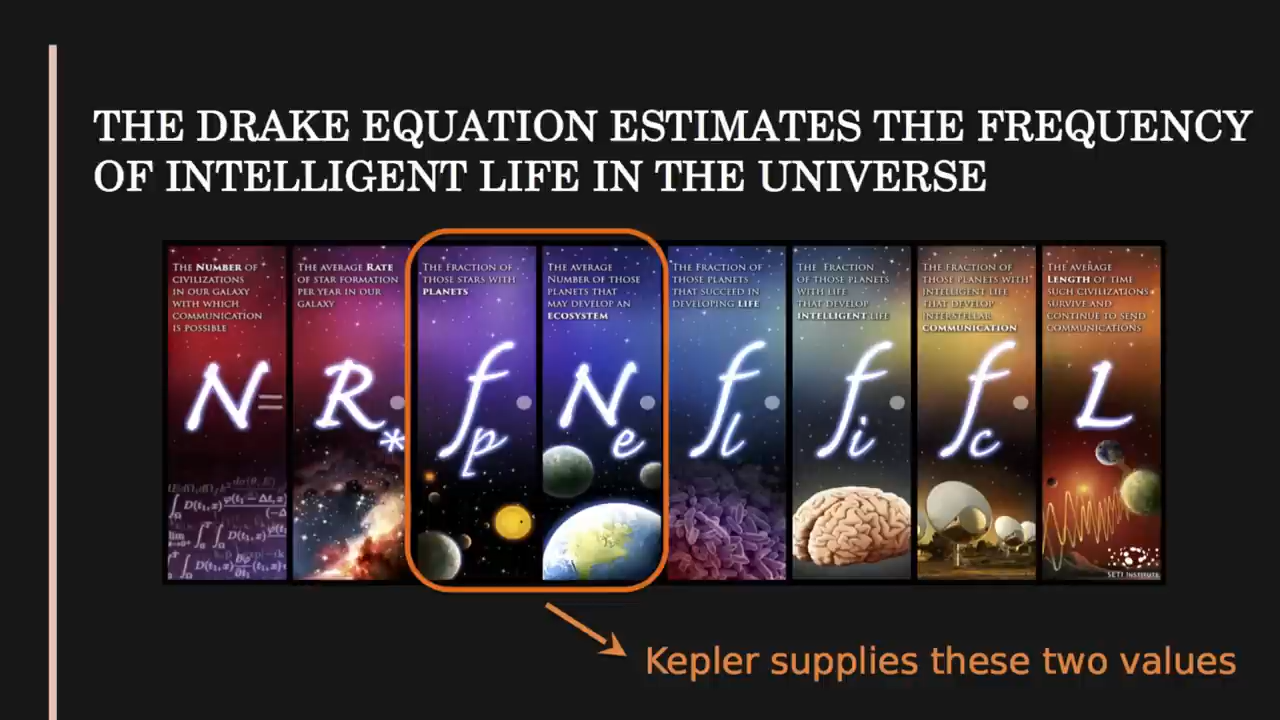 THE DRAKE EQUATION ESTIMATES THE FREQUENCY
OF INTELLIGENT LIFE IN THE UNIVERSE
THE NUMBER OF
CIVILIZATIONS
IN OUR GALAXY
WITH WHICH
COMMUNICATION
IS POSSIBLE
N=
THE AVERAGE RATE
OF STAR FORMATION
PER YEAR IN OUR
GALAXY
R*
THE FRACTION OF
THOSE STARS WITH
PLANETS
fp
THE AVERAGE
NUMBER OF THOSE
PLANETS THAT
MAY DEVELOP AN
ECOSYSTEM
Ne
THE FRACTION OF
THOSE PLANETS
THAT SUCCEED IN
DEVELOPING LIFE
fl
THE FRACTION
OF THOSE PLANETS
WITH LIFE
THAT DEVELOP
INTELLIGENT LIFE
fi
THE FRACTION OF
THOSE PLANETS WITH
INTELLIGENT LIFE
THAT DEVELOP
INTERSTELLAR
COMMUNICATION
fc
THE AVERAGE
LENGTH OF TIME
SUCH CIVILIZATIONS
SURVIVE AND
CONTINUE TO SEND
COMMUNICATIONS
L
SETI INSTITUTE
Kepler supplies these two values